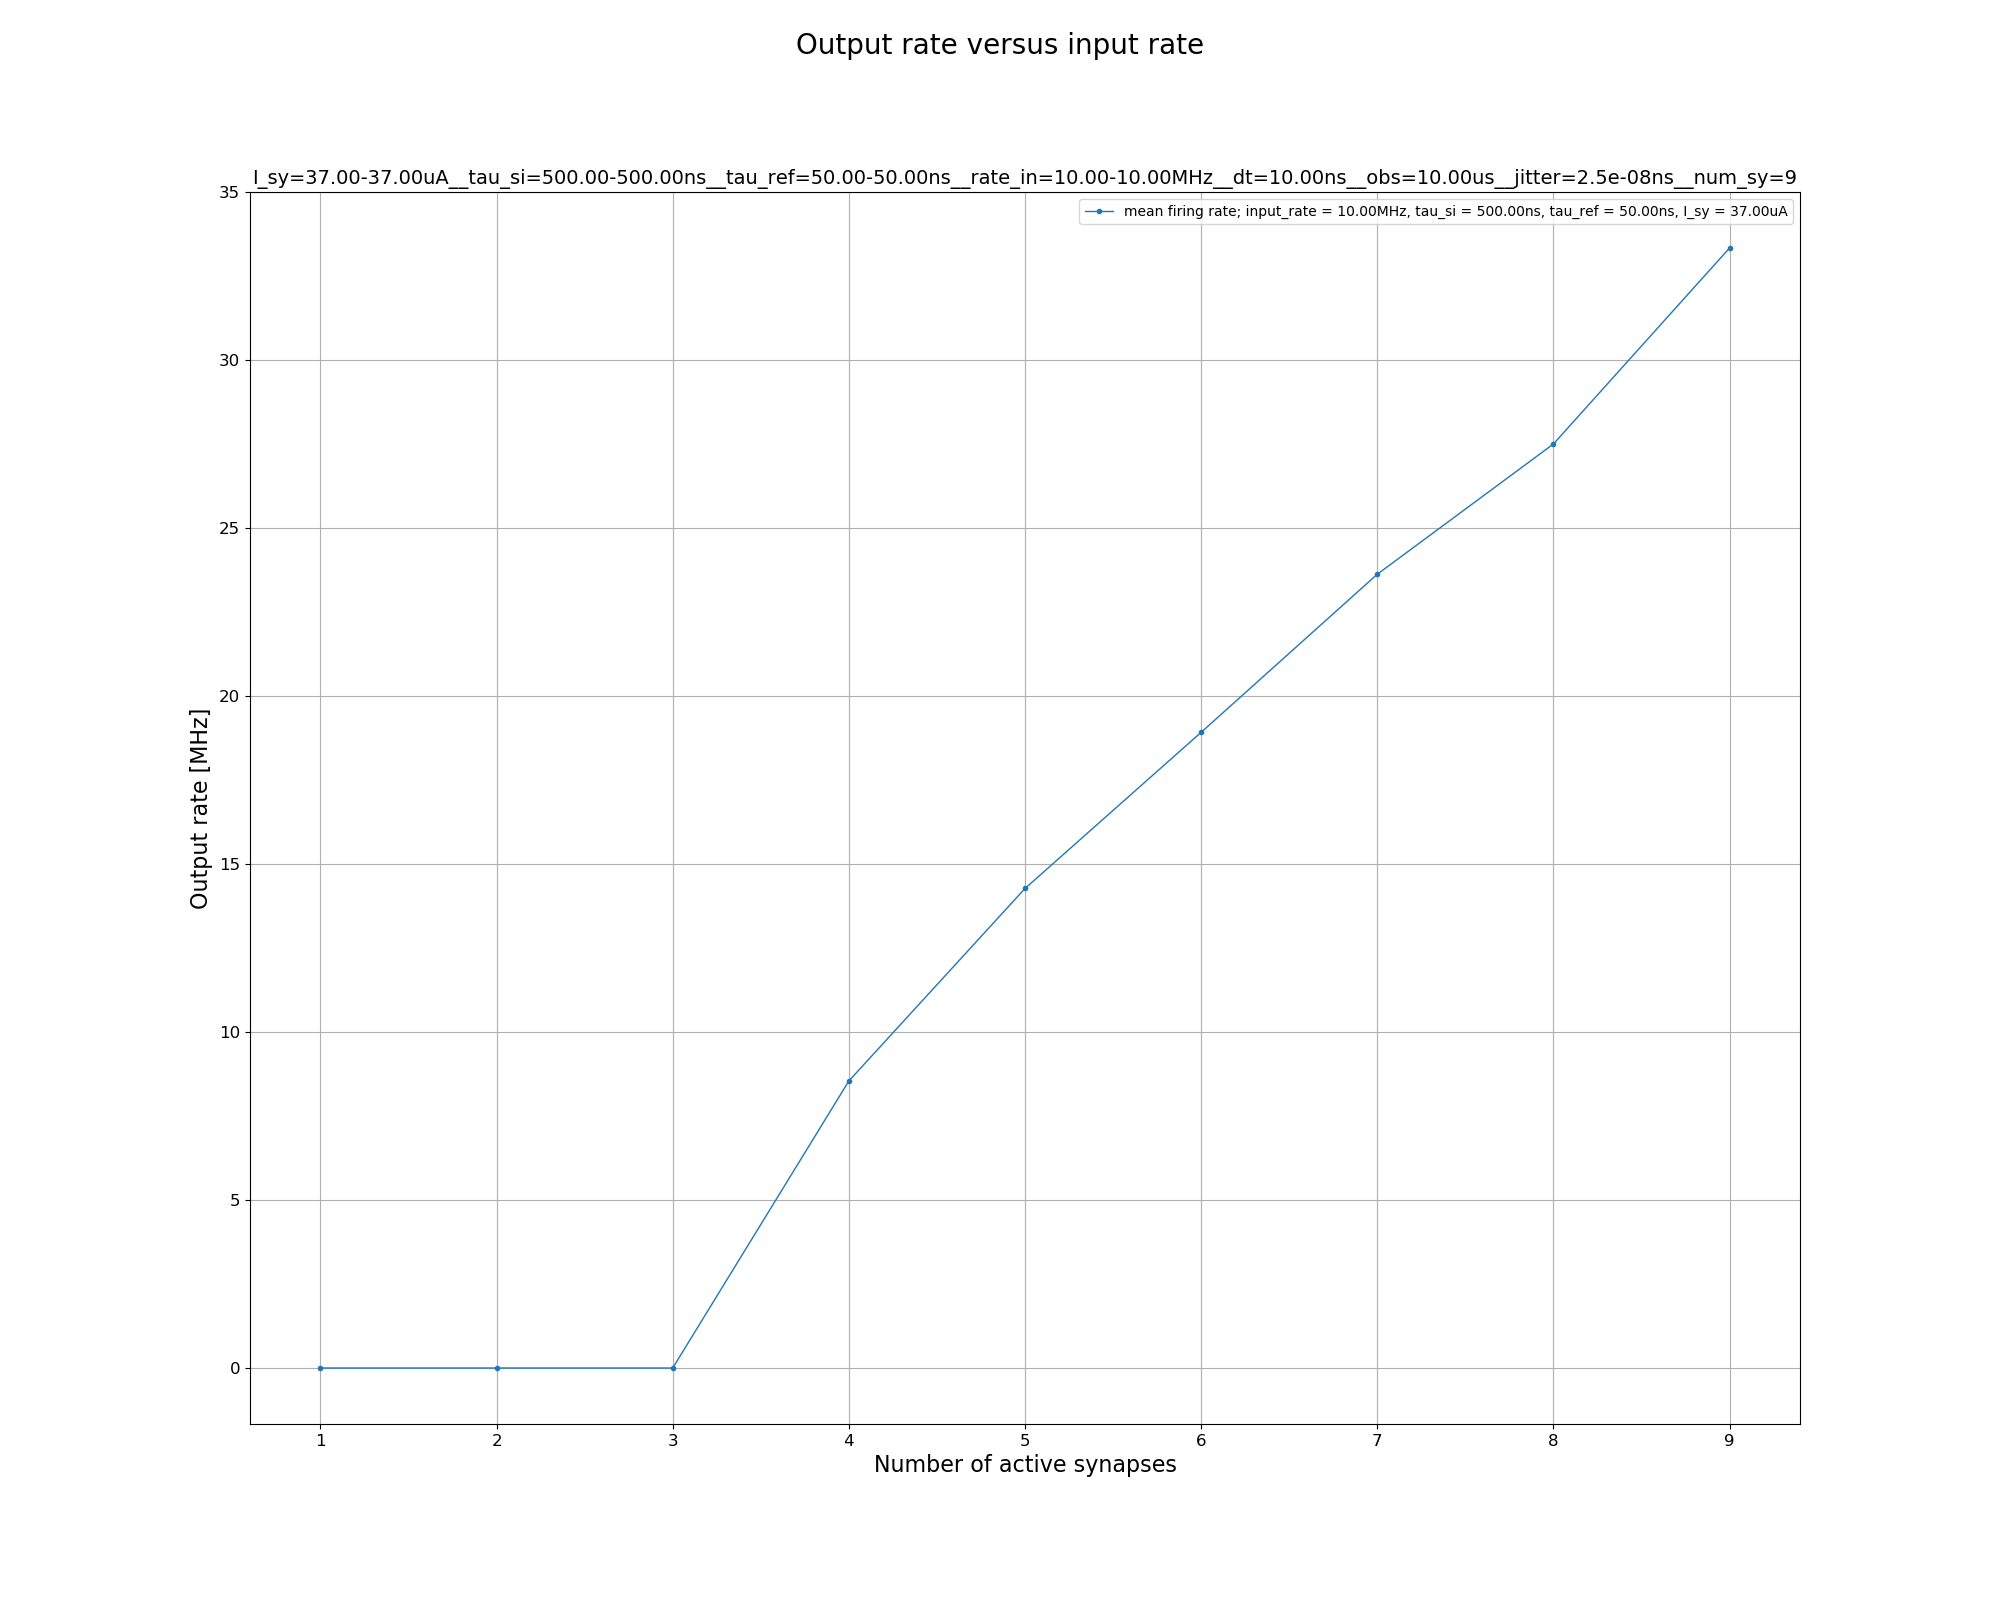 Output rate versus input rate
I_sy=37.00-37.00uA__tau_si=500.00-500.00ns__tau_ref=50.00-50.00ns__rate_in=10.00-10.00MHz__dt=10.00ns__obs=10.00us__jitter=2.5e-08ns__num_sy=9
mean firing rate; input_rate = 10.00MHz, tau_si = 500.00ns, tau_ref = 50.00ns, I_sy = 37.00uA
Output rate [MHz]
35
30
25
20
15
10
5
0
1 2 3 4 5 6 7 8 9
Number of active synapses